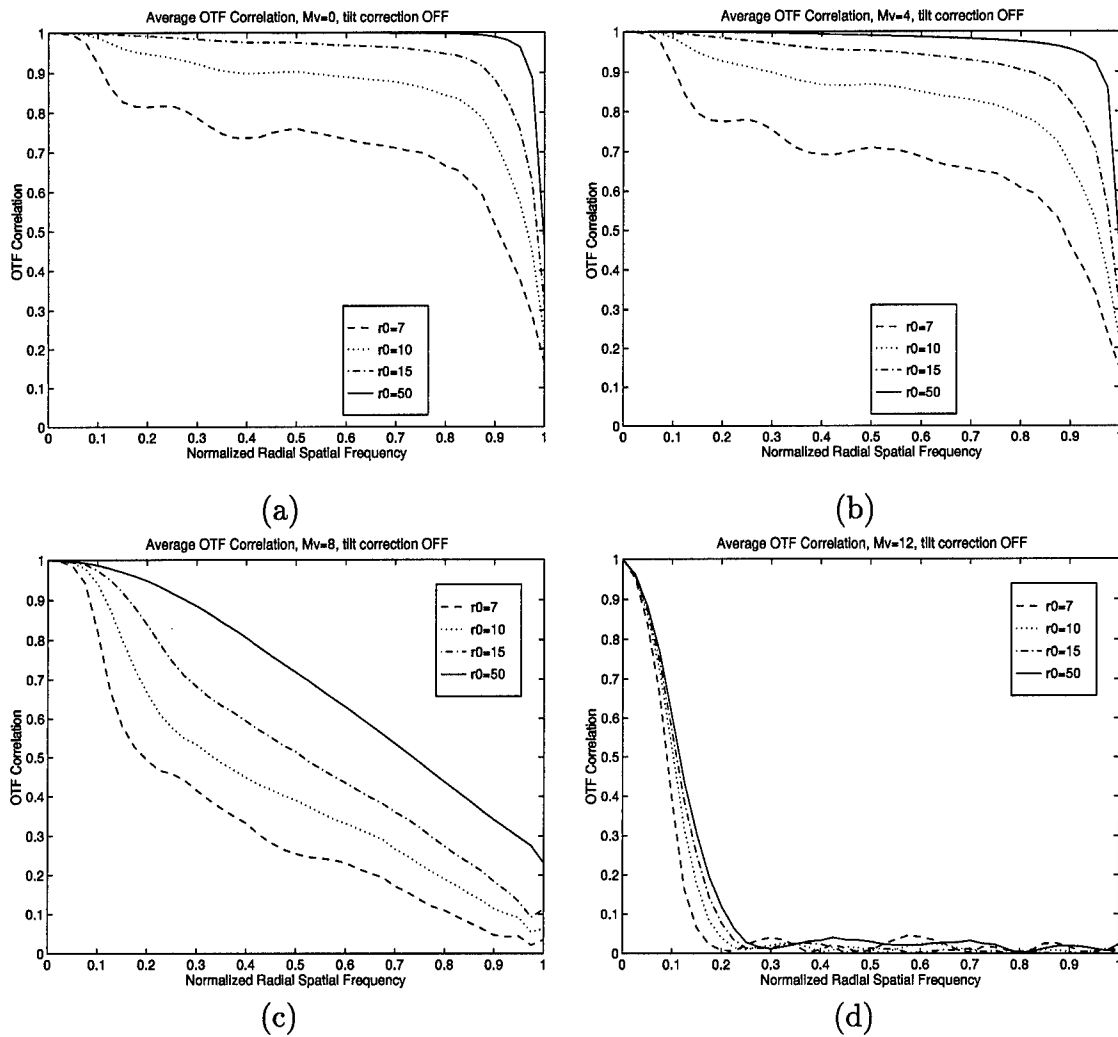 Average OTF Correlation, Mv=0, tilt correction OFF
1
0.9
0.8
0.7
0.6
0.5
0.4
0.3
0.2
0.1
0
OTF Correlation
r0=7
r0=10
r0=15
r0=50
0 0.1 0.2 0.3 0.4 0.5 0.6 0.7 0.8 0.9 1
Normalized Radial Spatial Frequency
(a)
Average OTF Correlation, Mv=4, tilt correction OFF
1
0.9
0.8
0.7
0.6
0.5
0.4
0.3
0.2
0.1
0
OTF Correlation
r0=7
r0=10
r0=15
r0=50
0 0.1 0.2 0.3 0.4 0.5 0.6 0.7 0.8 0.9 1
Normalized Radial Spatial Frequency
(b)
Average OTF Correlation, Mv=8, tilt correction OFF
1
0.9
0.8
0.7
0.6
0.5
0.4
0.3
0.2
0.1
0
OTF Correlation
r0=7
r0=10
r0=15
r0=50
0 0.1 0.2 0.3 0.4 0.5 0.6 0.7 0.8 0.9 1
Normalized Radial Spatial Frequency
(c)
Average OTF Correlation, Mv=12, tilt correction OFF
1
0.9
0.8
0.7
0.6
0.5
0.4
0.3
0.2
0.1
0
OTF Correlation
r0=7
r0=10
r0=15
r0=50
0 0.1 0.2 0.3 0.4 0.5 0.6 0.7 0.8 0.9 1
Normalized Radial Spatial Frequency
(d)